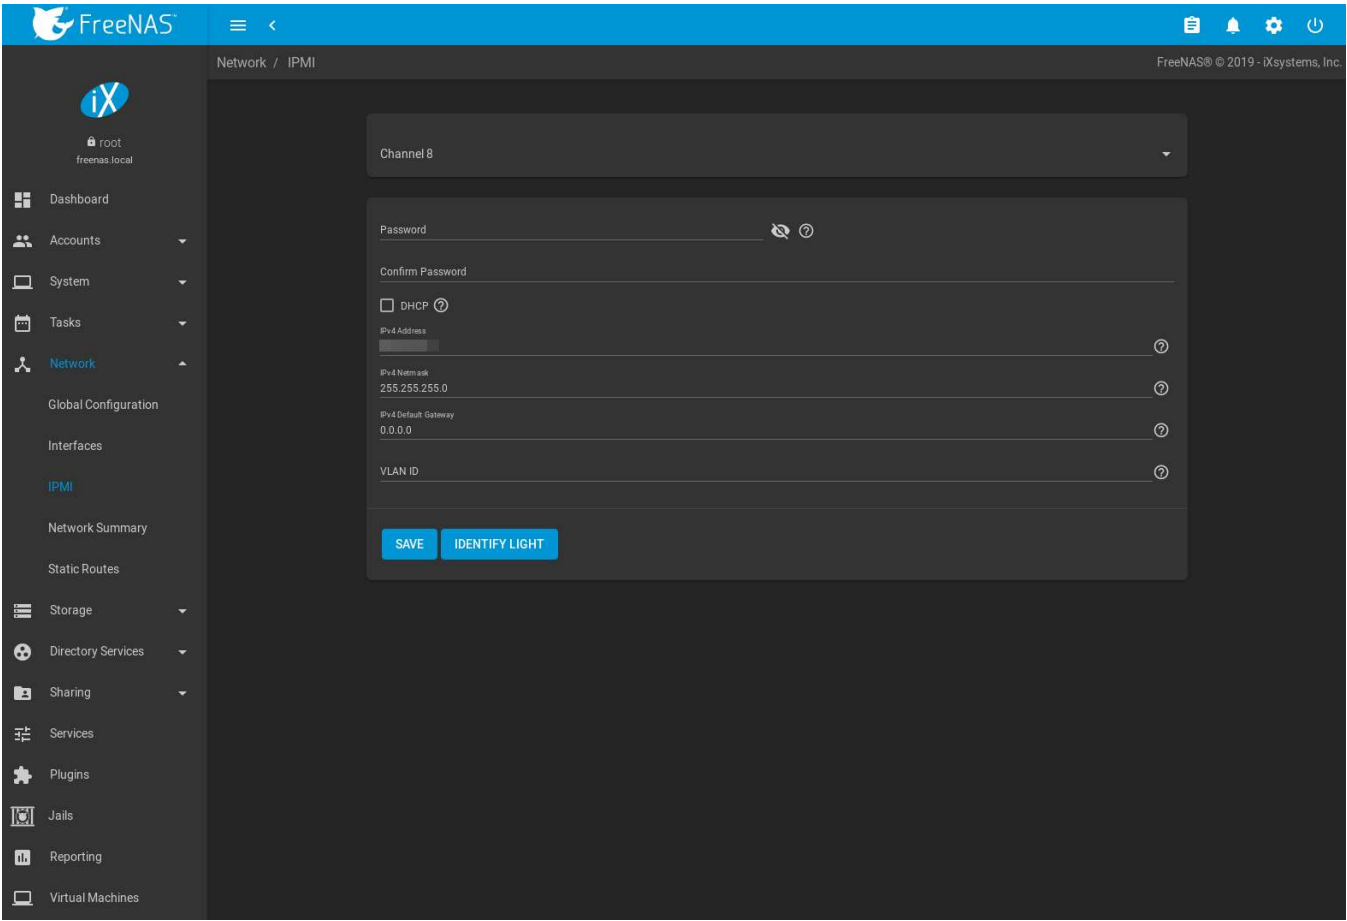 FreeNAS™
Network / IPMI
FreeNAS® © 2019 - iXsystems, Inc.
iX
root
freenas.local
Dashboard
Accounts
System
Tasks
Network
Global Configuration
Interfaces
IPMI
Network Summary
Static Routes
Storage
Directory Services
Sharing
Services
Plugins
Jails
Reporting
Virtual Machines
Channel 8
Password
Confirm Password
DHCP
IPv4 Address
IPv4 Netmask
255.255.255.0
IPv4 Default Gateway
0.0.0.0
VLAN ID
SAVE IDENTIFY LIGHT